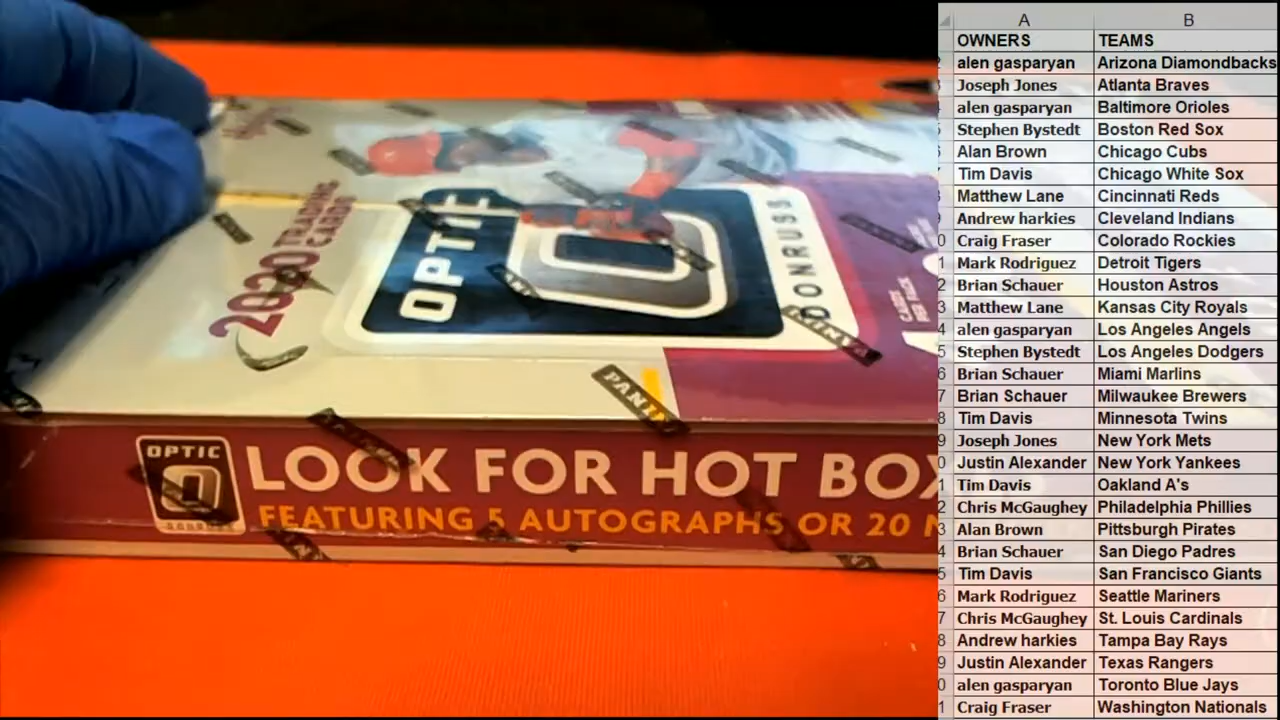 2020 TRADING CARDS
OPTIC
DONRUSS
PANINI
OPTIC
LOOK FOR HOT BOX
FEATURING 5 AUTOGRAPHS OR 20
A B
OWNERS TEAMS
alen gasparyan Arizona Diamondbacks
Joseph Jones Atlanta Braves
alen gasparyan Baltimore Orioles
Stephen Bystedt Boston Red Sox
Alan Brown Chicago Cubs
Tim Davis Chicago White Sox
Matthew Lane Cincinnati Reds
Andrew harkies Cleveland Indians
Craig Fraser Colorado Rockies
Mark Rodriguez Detroit Tigers
Brian Schauer Houston Astros
Matthew Lane Kansas City Royals
alen gasparyan Los Angeles Angels
Stephen Bystedt Los Angeles Dodgers
Brian Schauer Miami Marlins
Brian Schauer Milwaukee Brewers
Tim Davis Minnesota Twins
Joseph Jones New York Mets
Justin Alexander New York Yankees
Tim Davis Oakland A's
Chris McGaughey Philadelphia Phillies
Alan Brown Pittsburgh Pirates
Brian Schauer San Diego Padres
Tim Davis San Francisco Giants
Mark Rodriguez Seattle Mariners
Chris McGaughey St. Louis Cardinals
Andrew harkies Tampa Bay Rays
Justin Alexander Texas Rangers
alen gasparyan Toronto Blue Jays
Craig Fraser Washington Nationals